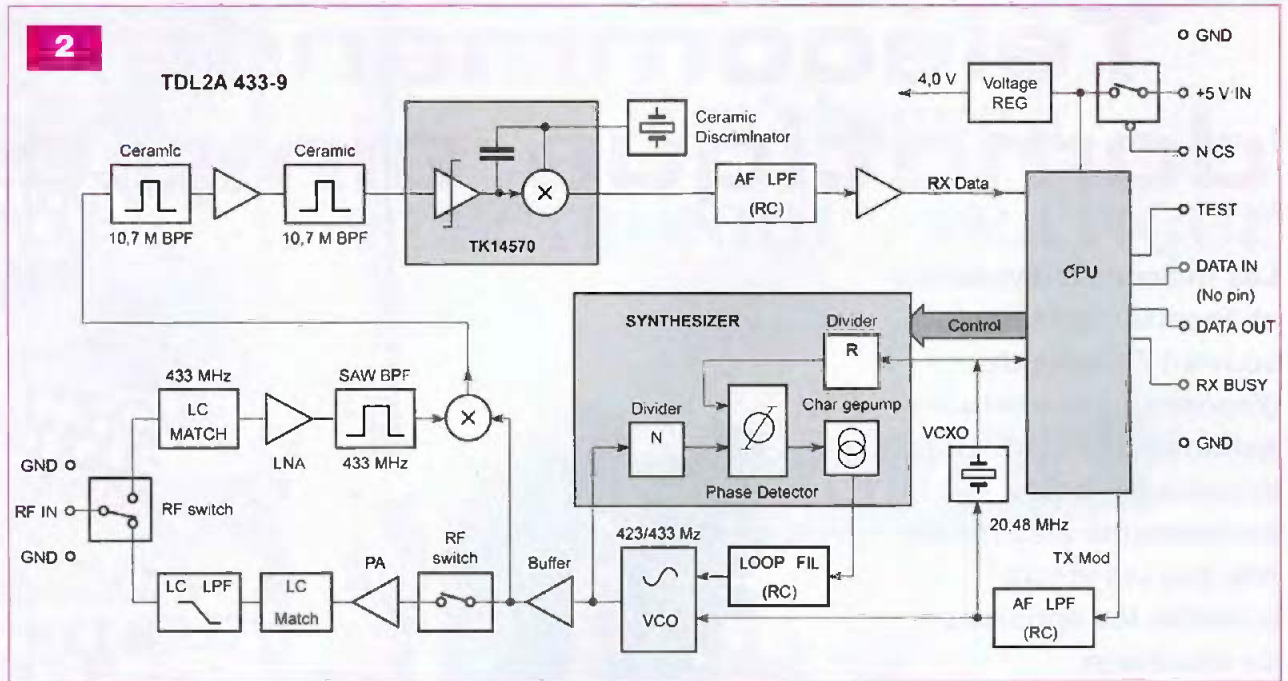 2
TDL2A 433-9
Ceramic
10,7 M BPF
Ceramic
10,7 M BPF
TK14570
Ceramic
Discriminator
AF LPF
(RC)
RX Data
4,0 V
Voltage
REG
GND
+5 V IN
N CS
TEST
DATA IN
(No pin)
DATA OUT
RX BUSY
GND
CPU
SYNTHESIZER
Control
Divider
R
Divider
N
Char gepump
Phase Detector
VCXO
20,48 MHz
TX Mod
AF LPF
(RC)
433 MHz
LC
MATCH
LNA
SAW BPF
433 MHz
GND
RF IN
GND
RF switch
LC LPF
LC
Match
PA
RF
switch
Buffer
423/433 Mz
VCO
LOOP FIL
(RC)